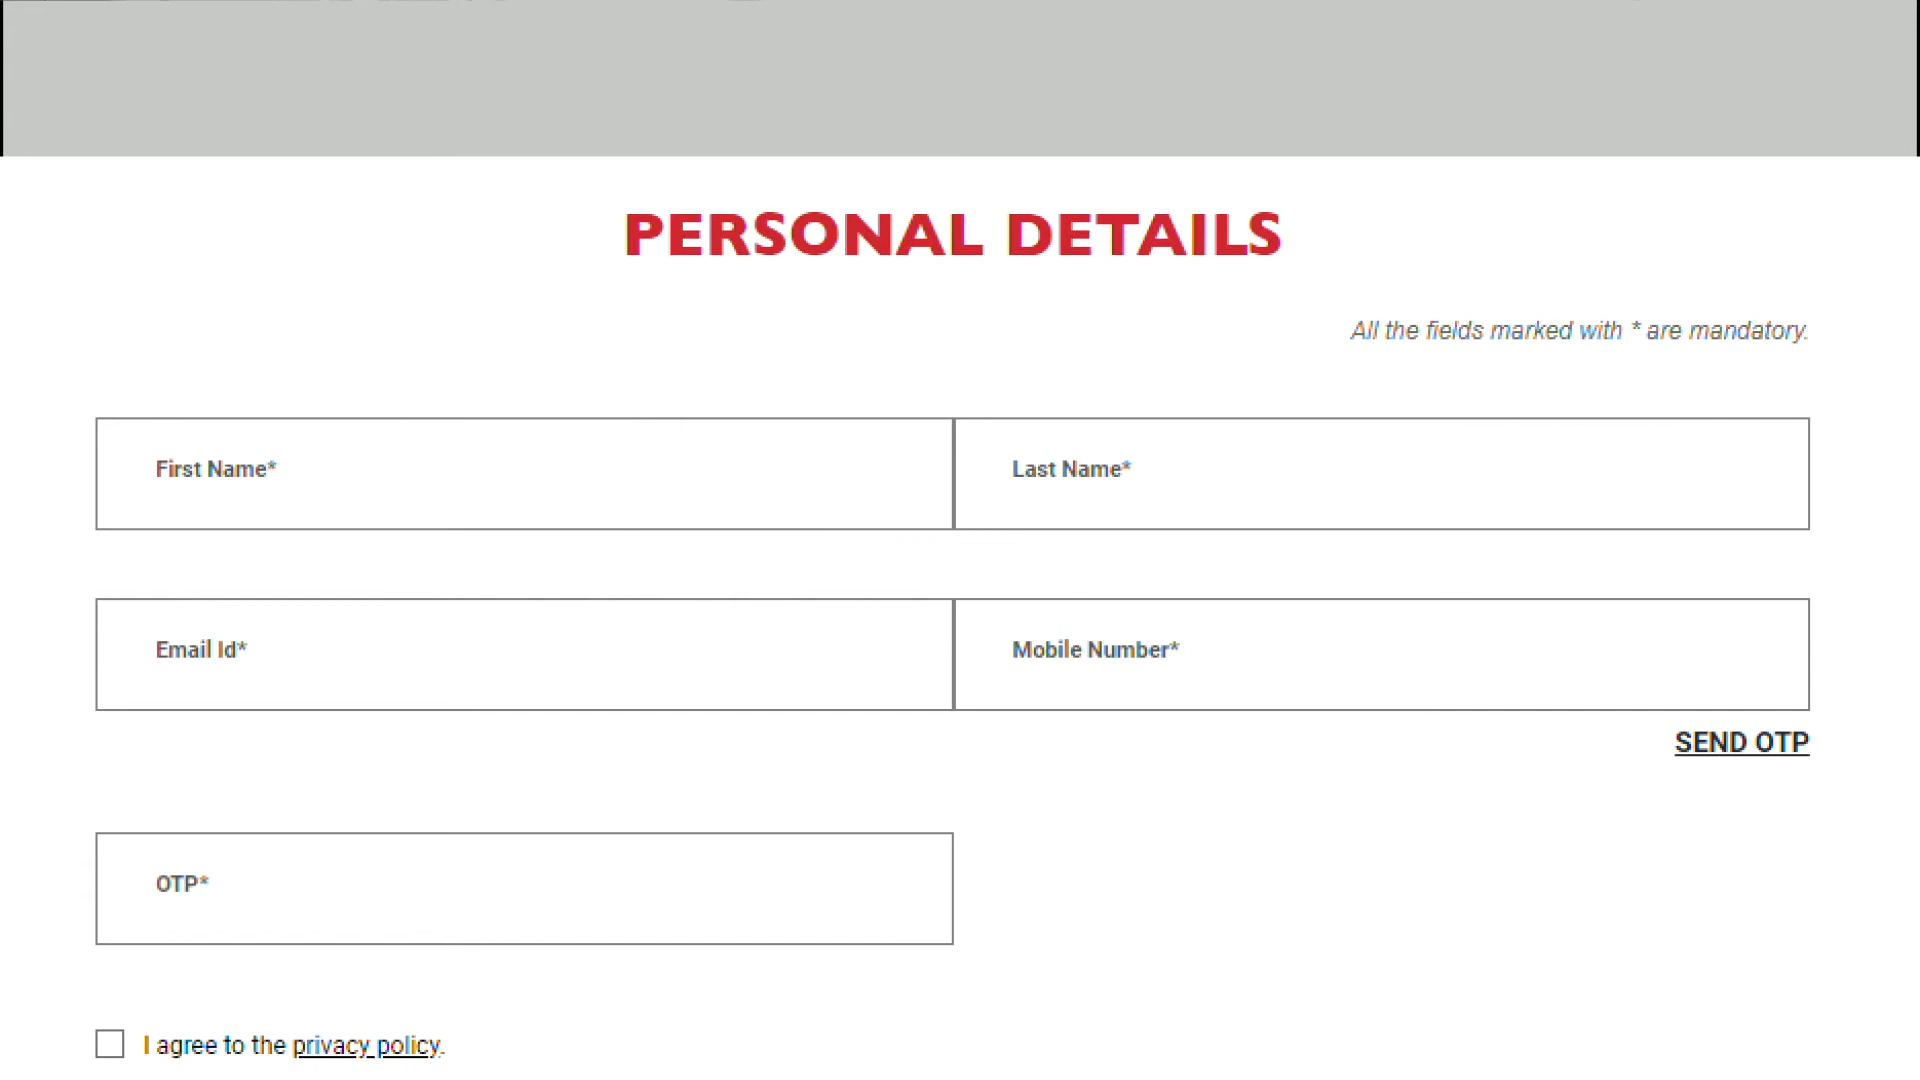 PERSONAL DETAILS
All the fields marked with * are mandatory.
First Name*
Last Name*
Email Id*
Mobile Number*
SEND OTP
OTP*
I agree to the privacy policy.